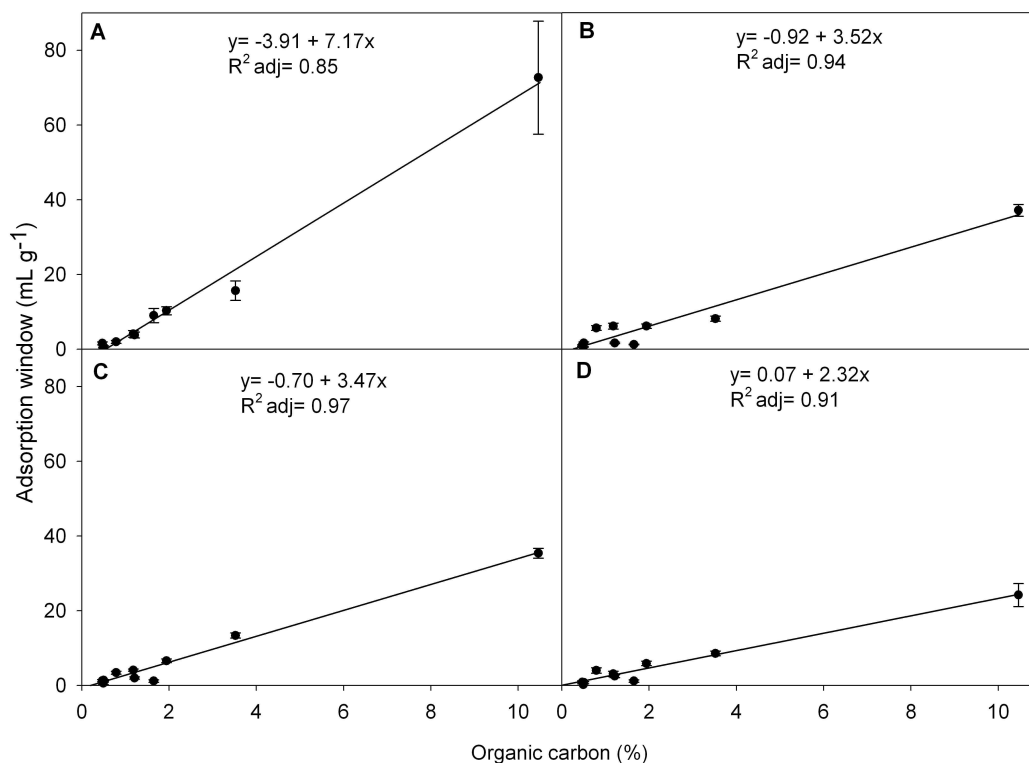 A
y= -3.91 + 7.17x
R² adj= 0.85
B
y= -0.92 + 3.52x
R² adj= 0.94
C
y= -0.70 + 3.47x
R² adj= 0.97
D
y= 0.07 + 2.32x
R² adj= 0.91
80
60
40
20
0
80
60
40
20
0
Adsorption window (mL g⁻¹)
0 2 4 6 8 10
0 2 4 6 8 10
Organic carbon (%)